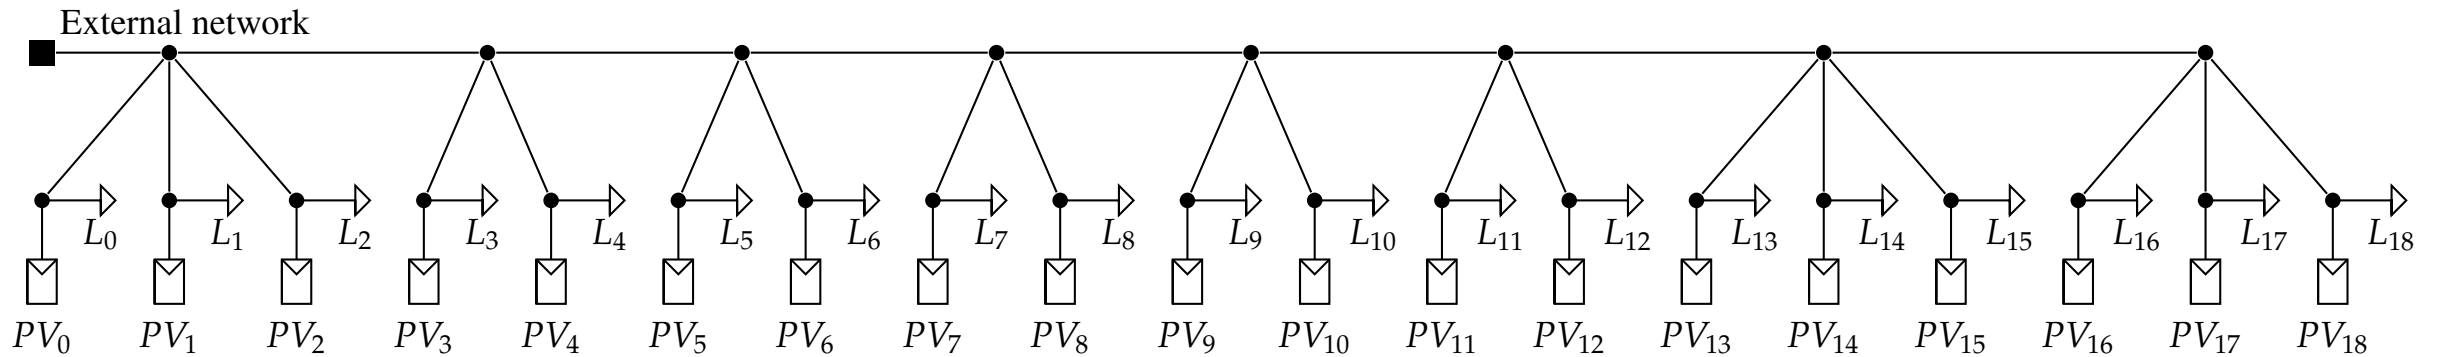 External network
L0 L1 L2 L3 L4 L5 L6 L7 L8 L9 L10 L11 L12 L13 L14 L15 L16 L17 L18
PV0 PV1 PV2 PV3 PV4 PV5 PV6 PV7 PV8 PV9 PV10 PV11 PV12 PV13 PV14 PV15 PV16 PV17 PV18